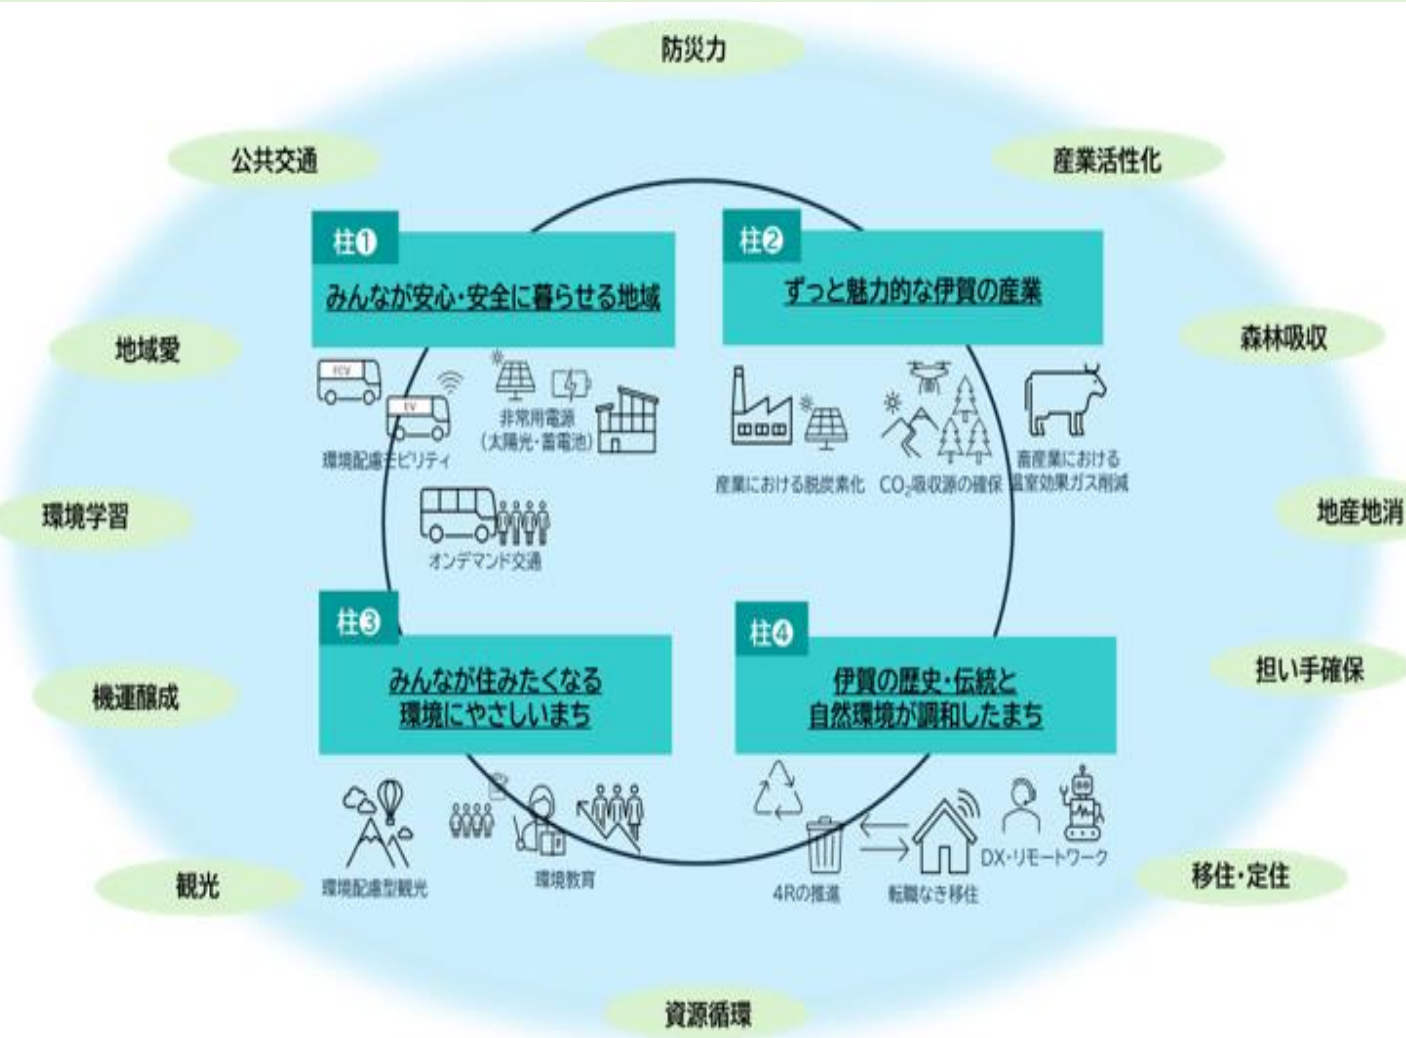 防災力
公共交通
産業活性化
地域愛
森林吸収
環境学習
地産地消
機運醸成
担い手確保
観光
移住・定住
資源循環
柱❶
みんなが安心・安全に暮らせる地域
FCV
EV
環境配慮モビリティ
非常用電源
(太陽光・蓄電池)
オンデマンド交通
柱❷
ずっと魅力的な伊賀の産業
産業における脱炭素化
CO₂吸収源の確保
畜産業における
温室効果ガス削減
柱❸
みんなが住みたくなる
環境にやさしいまち
環境配慮型観光
環境教育
柱❹
伊賀の歴史・伝統と
自然環境が調和したまち
4Rの推進
転職なき移住
DX・リモートワーク